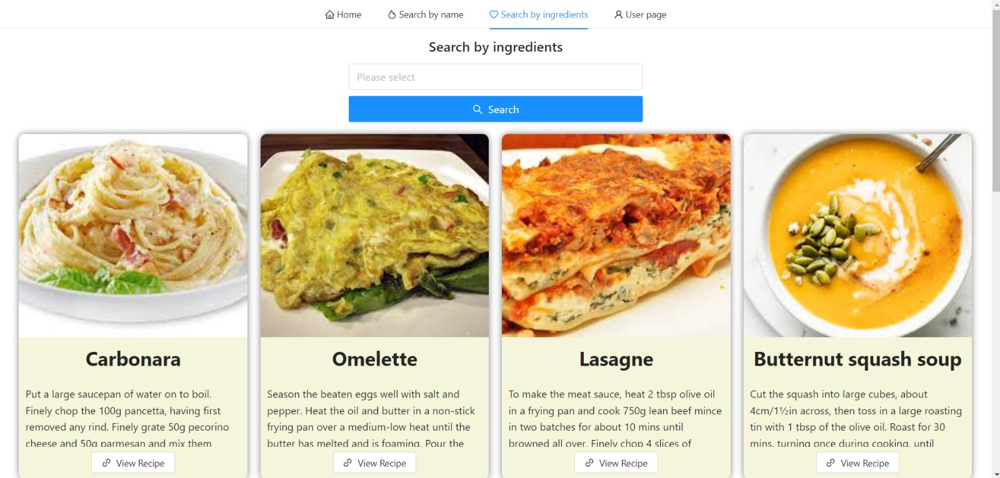 Home
Search by name
Search by ingredients
User page
Search by ingredients
Please select
Search
Carbonara
Put a large saucepan of water on to boil.
Finely chop the 100g pancetta, having first
removed any rind. Finely grate 50g pecorino
cheese and 50g parmesan and mix them
View Recipe
Omelette
Season the beaten eggs well with salt and
pepper. Heat the oil and butter in a non-stick
frying pan over a medium-low heat until the
butter has melted and is foaming. Pour the
View Recipe
Lasagne
To make the meat sauce, heat 2 tbsp olive oil
in a frying pan and cook 750g lean beef mince
in two batches for about 10 mins until
browned all over. Finely chop 4 slices of
View Recipe
Butternut squash soup
Cut the squash into large cubes, about
4cm/1½in across, then toss in a large roasting
tin with 1 tbsp of the olive oil. Roast for 30
mins, turning once during cooking, until
View Recipe